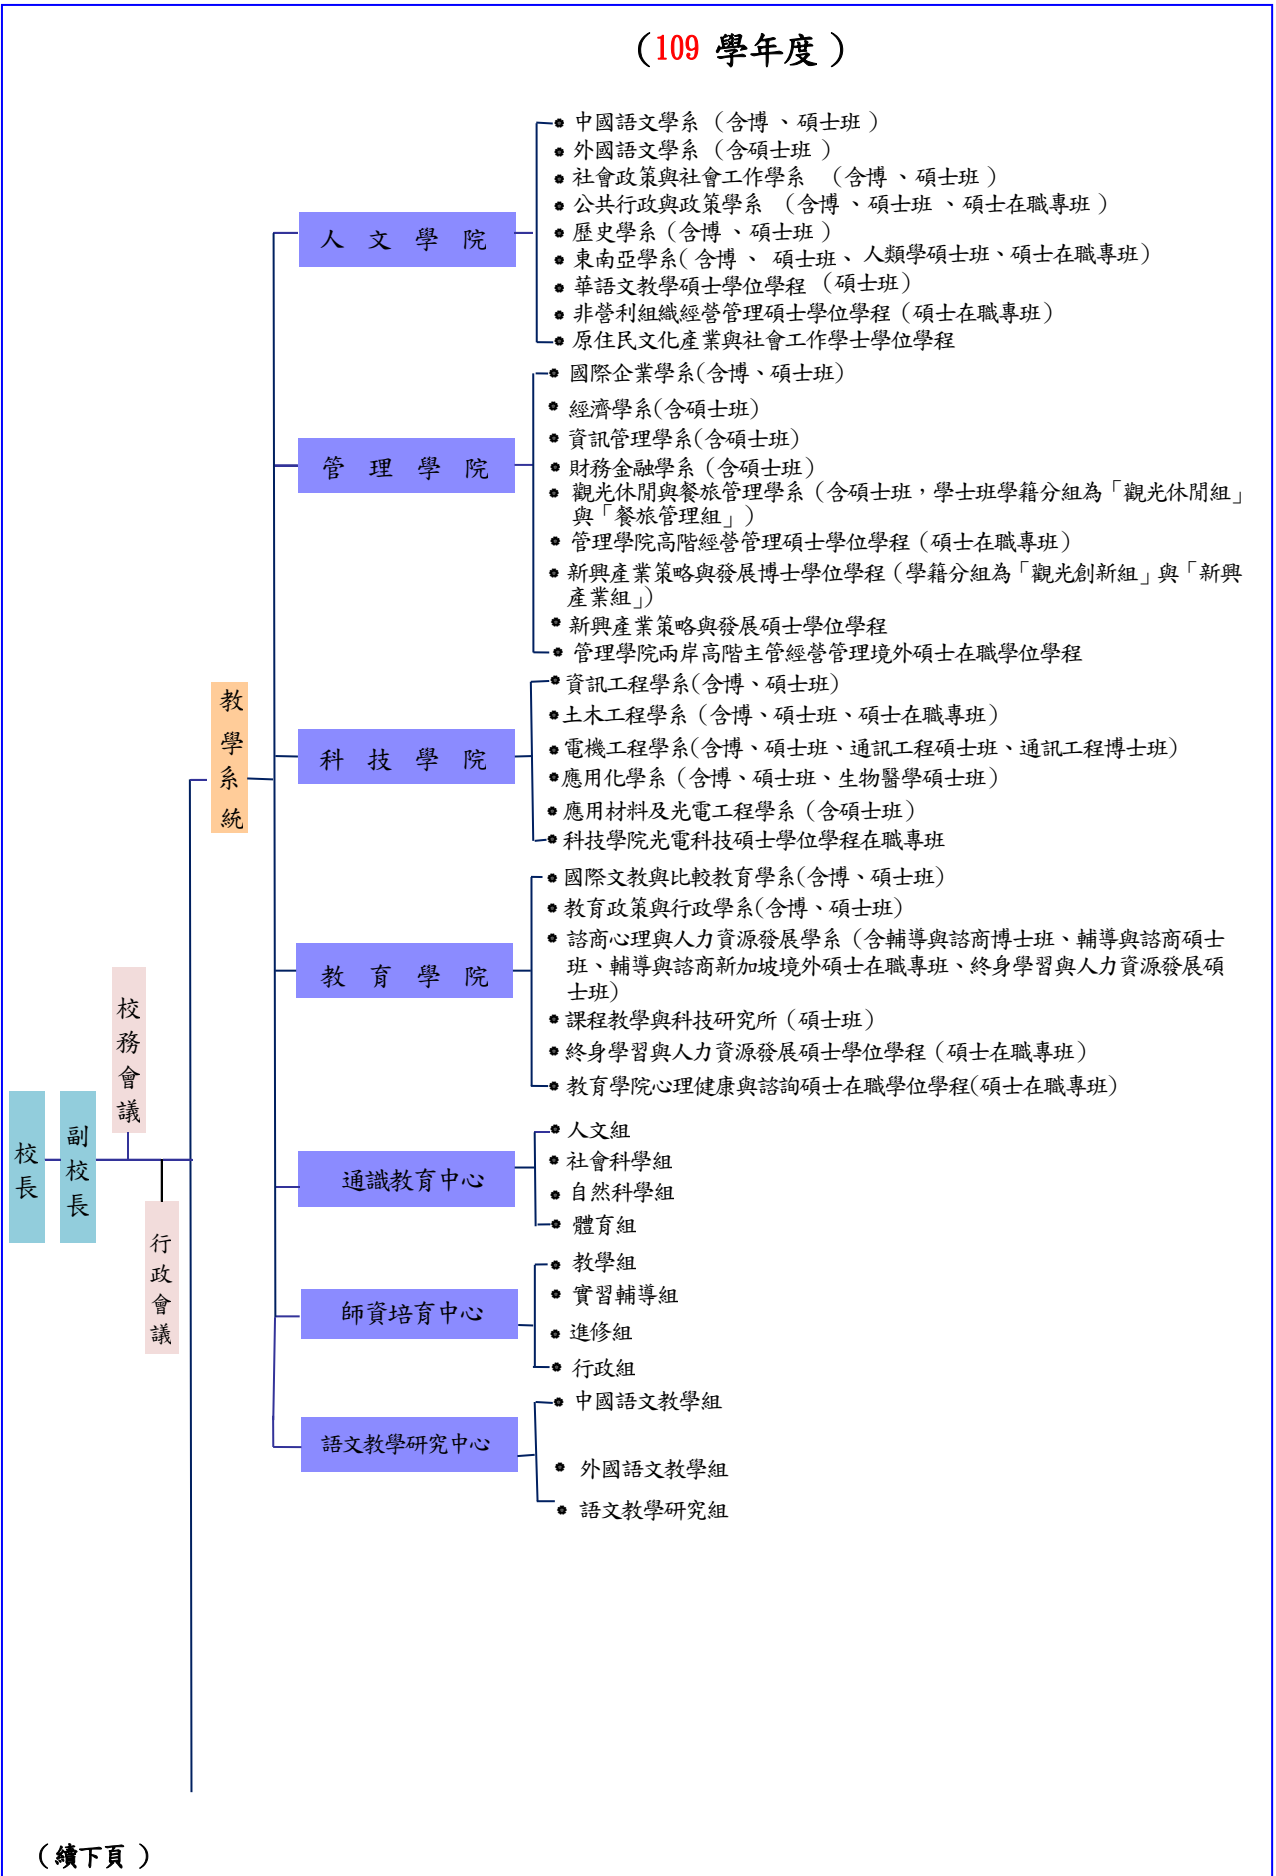 （109 學年度）
中國語文學系（含博、碩士班）
外國語文學系（含碩士班）
社會政策與社會工作學系 （含博、碩士班）
公共行政與政策學系 （含博、碩士班、碩士在職專班）
人文學院
歷史學系（含博、碩士班）
東南亞學系(含博、 碩士班、人類學碩士班、碩士在職專班）
華語文教學碩士學位學程 （碩士班）
非營利組織經營管理碩士學位學程（碩士在職專班）
原住民文化產業與社會工作學士學位學程
國際企業學系(含博、碩士班)
經濟學系(含碩士班)
資訊管理學系(含碩士班)
管理學院
財務金融學系（含碩士班）
觀光休閒與餐旅管理學系（含碩士班，學士班學籍分組為「觀光休閒組」
與「餐旅管理組」）
管理學院高階經營管理碩士學位學程（碩士在職專班）
新興產業策略與發展博士學位學程（學籍分組為「觀光創新組」與「新興
產業組」）
新興產業策略與發展碩士學位學程
管理學院兩岸高階主管經營管理境外碩士在職學位學程
教學系統
資訊工程學系(含博、碩士班)
土木工程學系（含博、碩士班、碩士在職專班）
電機工程學系(含博、碩士班、通訊工程碩士班、通訊工程博士班)
科技學院
應用化學系（含博、碩士班、生物醫學碩士班）
應用材料及光電工程學系（含碩士班）
科技學院光電科技碩士學位學程在職專班
國際文教與比較教育學系(含博、碩士班)
教育政策與行政學系(含博、碩士班)
諮商心理與人力資源發展學系（含輔導與諮商博士班、輔導與諮商碩士
班、輔導與諮商新加坡境外碩士在職專班、終身學習與人力資源發展碩
士班）
教育學院
課程教學與科技研究所（碩士班）
終身學習與人力資源發展碩士學位學程（碩士在職專班）
教育學院心理健康與諮詢碩士在職學位學程(碩士在職專班)
校務會議
校長
副校長
行政會議
人文組
社會科學組
通識教育中心
自然科學組
體育組
教學組
實習輔導組
師資培育中心
進修組
行政組
中國語文教學組
語文教學研究中心
外國語文教學組
語文教學研究組
（續下頁）